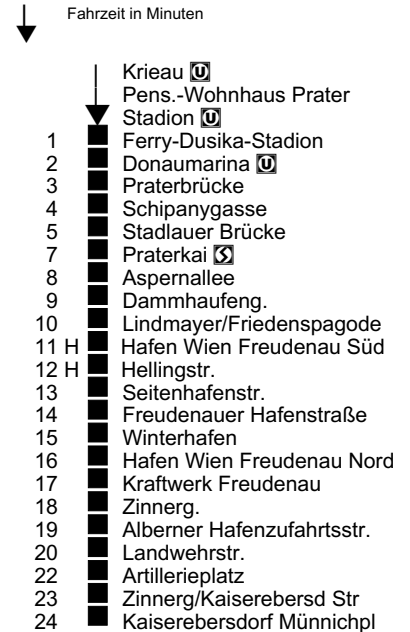 Fahrzeit in Minuten
Krieau U
Pens.-Wohnhaus Prater
Stadion U
1 Ferry-Dusika-Stadion
2 Donaumarina U
3 Praterbrücke
4 Schipanygasse
5 Stadlauer Brücke
7 Praterkai S
8 Aspernallee
9 Dammhaufeng.
10 Lindmayer/Friedenspagode
11 H Hafen Wien Freudenau Süd
12 H Hellingstr.
13 Seitenhafenstr.
14 Freudenauer Hafenstraße
15 Winterhafen
16 Hafen Wien Freudenau Nord
17 Kraftwerk Freudenau
18 Zinnerg.
19 Alberner Hafenzufahrtsstr.
20 Landwehrstr.
22 Artillerieplatz
23 Zinnerg/Kaiserebersd Str
24 Kaiserebersdorf Münnichpl